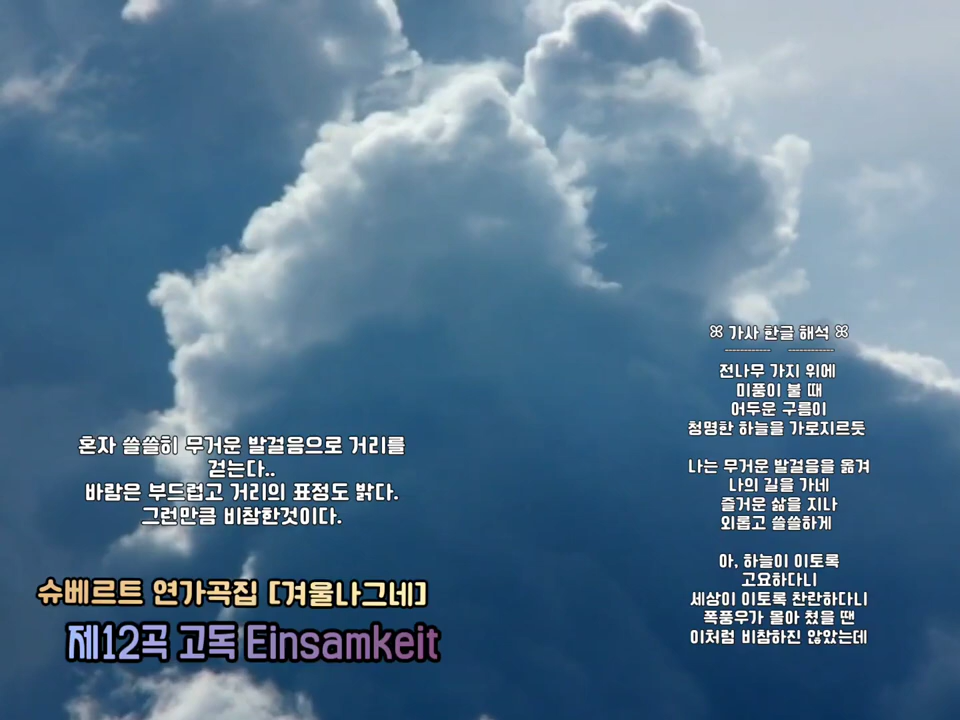 혼자 쓸쓸히 무거운 발걸음으로 거리를
걷는다..
바람은 부드럽고 거리의 표정도 밝다.
그런만큼 비참한것이다.
슈베르트 연가곡집 [겨울나그네]
제12곡 고독 Einsamkeit
ꕤ 가사 한글 해석 ꕤ
------------ ------------
전나무 가지 위에
미풍이 불 때
어두운 구름이
청명한 하늘을 가로지르듯
나는 무거운 발걸음을 옮겨
나의 길을 가네
즐거운 삶을 지나
외롭고 쓸쓸하게
아, 하늘이 이토록
고요하다니
세상이 이토록 찬란하다니
폭풍우가 몰아 쳤을 땐
이처럼 비참하진 않았는데